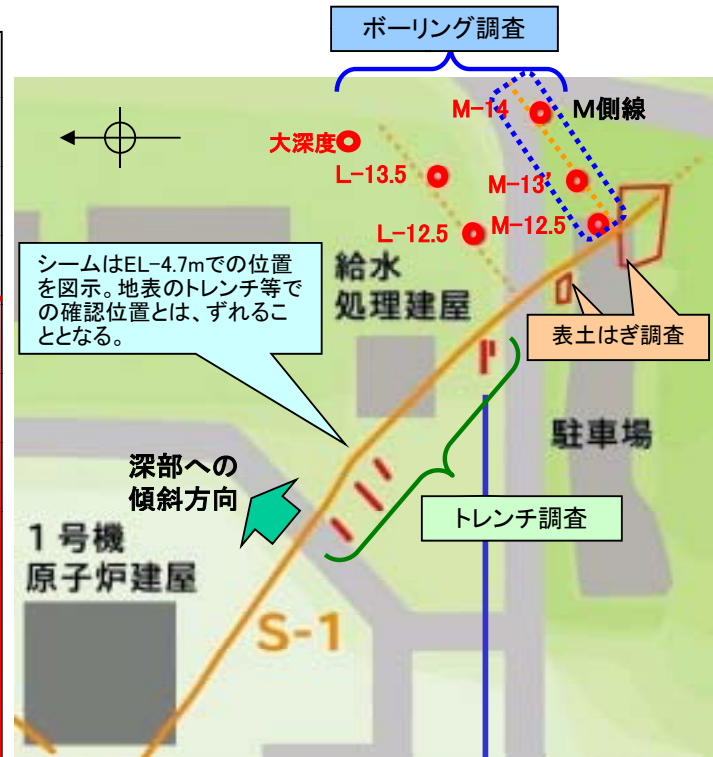 ボーリング調査
M-14
M側線
大深度
L-13.5
M-13’
L-12.5
M-12.5
シームはEL-4.7mでの位置
を図示。地表のトレンチ等で
の確認位置とは、ずれるこ
ととなる。
給水
処理建屋
表土はぎ調査
駐車場
深部への
傾斜方向
トレンチ調査
1号機
原子炉建屋
S-1